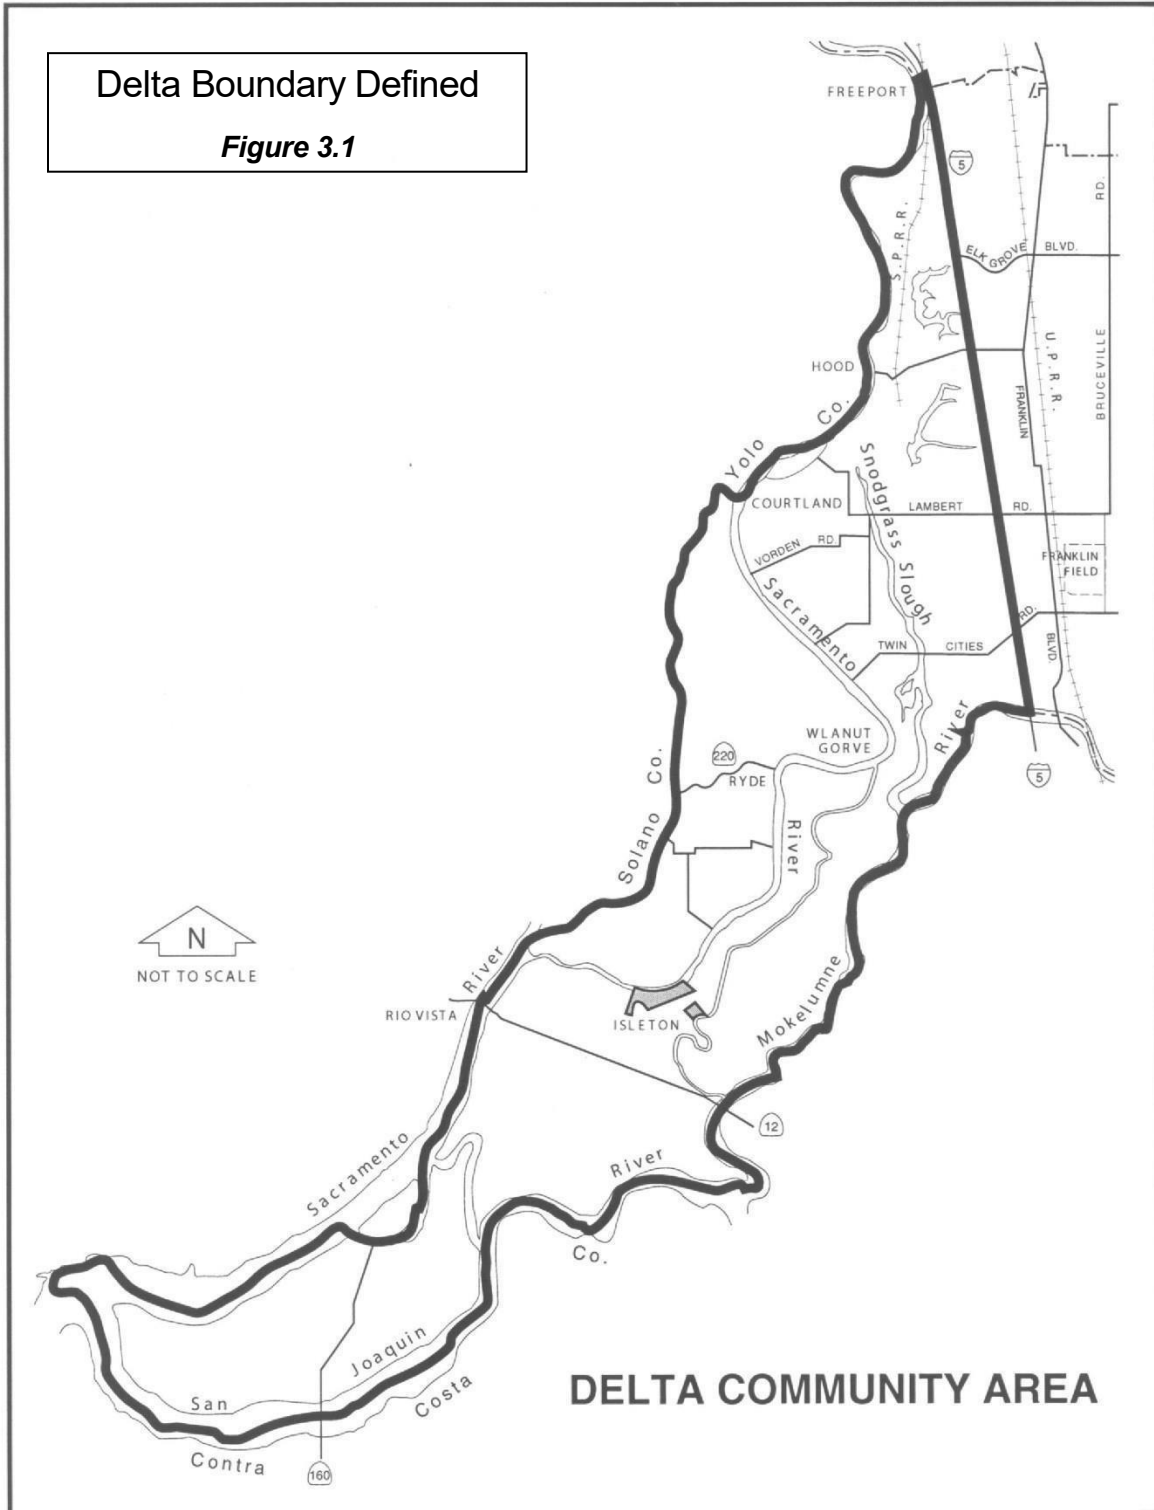 Delta Boundary Defined
Figure 3.1
FREEPORT
5
RD.
S.P.R.R.
ELK GROVE BLVD.
U.P.R.R.
BRUCEVILLE
HOOD
FRANKLIN
Yolo Co.
Snodgrass Slough
COURTLAND
LAMBERT RD.
VORDEN RD.
FRANKLIN
FIELD
Sacramento
TWIN CITIES RD.
BLVD.
River
WLANUT
GORVE
220
RYDE
5
Solano Co.
River
N
NOT TO SCALE
River
RIO VISTA
ISLETON
Mokelumne
12
Sacramento
River
Co.
Joaquin
San
Costa
Contra
160
DELTA COMMUNITY AREA